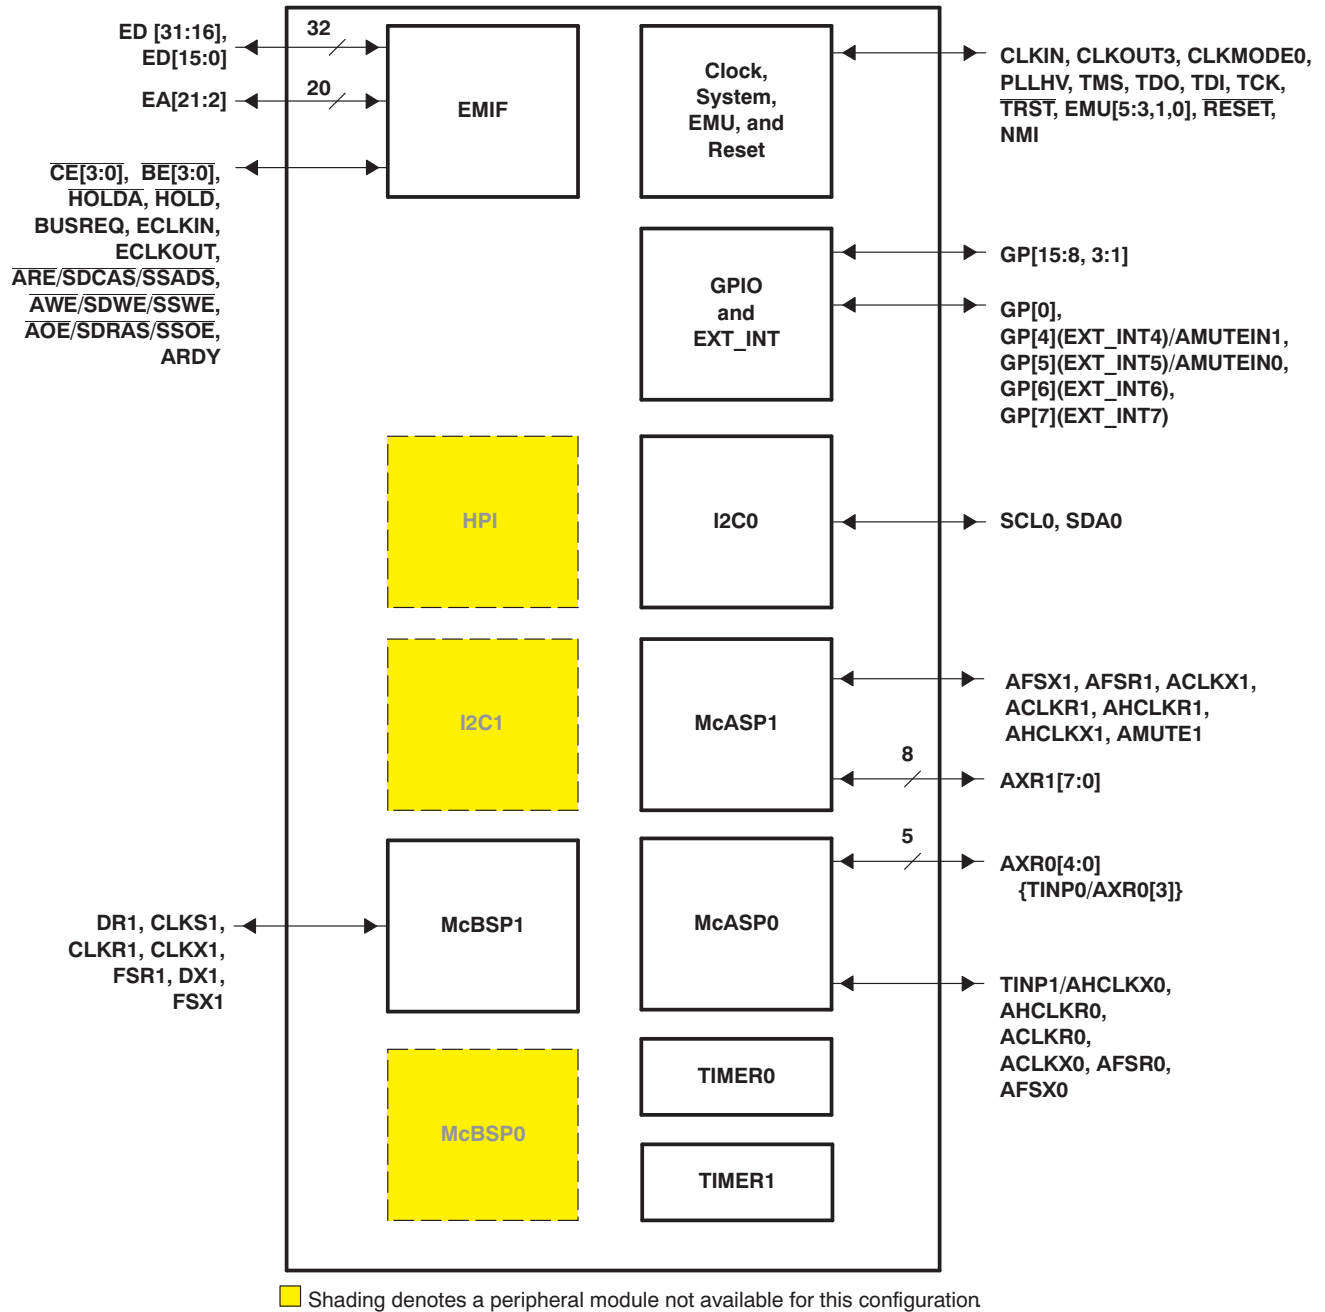 ED [31:16],
ED[15:0]
32
EA[21:2]
20
EMIF
CE[3:0], BE[3:0],
HOLDA, HOLD,
BUSREQ, ECLKIN,
ECLKOUT,
ARE/SDCAS/SSADS,
AWE/SDWE/SSWE,
AOE/SDRAS/SSOE,
ARDY
Clock,
System,
EMU, and
Reset
CLKIN, CLKOUT3, CLKMODE0,
PLLHV, TMS, TDO, TDI, TCK,
TRST, EMU[5:3,1,0], RESET,
NMI
GPIO
and
EXT_INT
GP[15:8, 3:1]
GP[0],
GP[4](EXT_INT4)/AMUTEIN1,
GP[5](EXT_INT5)/AMUTEIN0,
GP[6](EXT_INT6),
GP[7](EXT_INT7)
HPI
I2C0
SCL0, SDA0
I2C1
McASP1
AFSX1, AFSR1, ACLKX1,
ACLKR1, AHCLKR1,
AHCLKX1, AMUTE1
8
AXR1[7:0]
DR1, CLKS1,
CLKR1, CLKX1,
FSR1, DX1,
FSX1
McBSP1
McASP0
5
AXR0[4:0]
{TINP0/AXR0[3]}
TINP1/AHCLKX0,
AHCLKR0,
ACLKR0,
ACLKX0, AFSR0,
AFSX0
McBSP0
TIMER0
TIMER1
Shading denotes a peripheral module not available for this configuration.